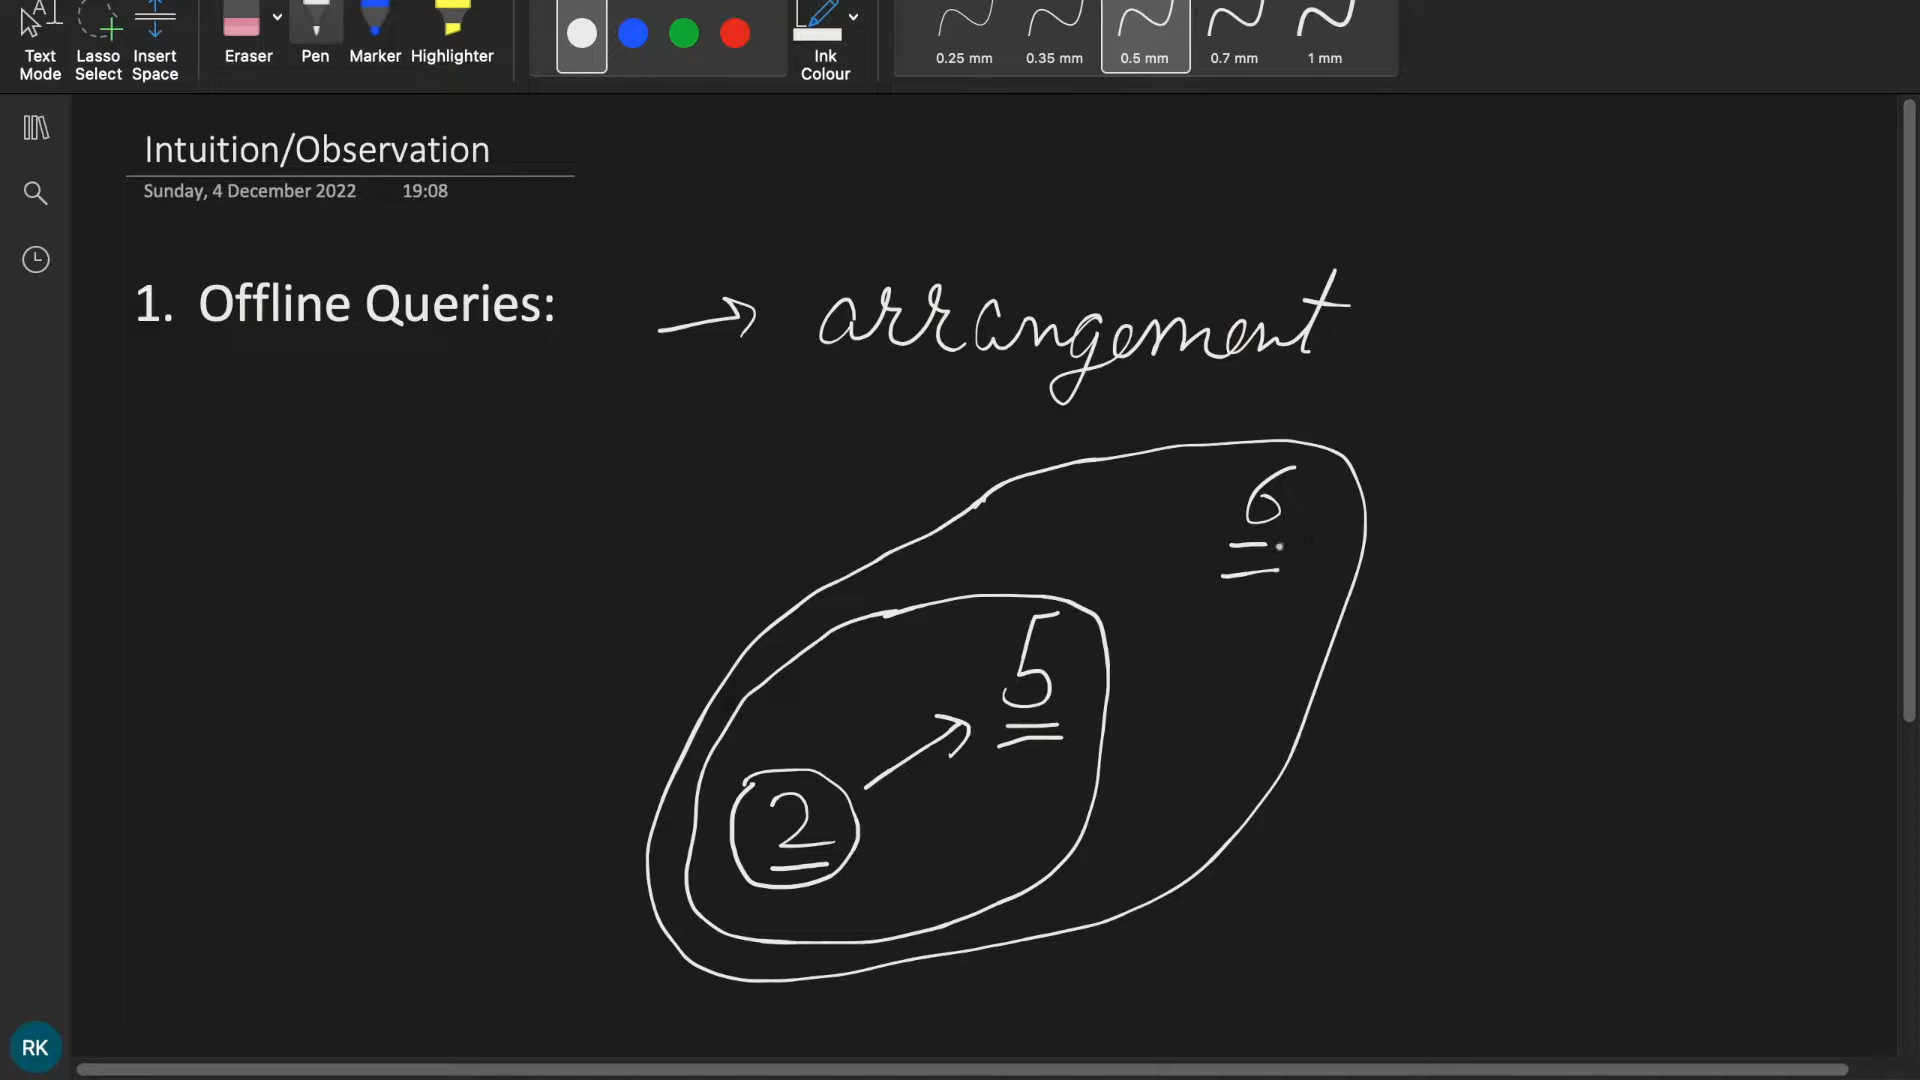 Text Mode
Lasso Select
Insert Space
Eraser
Pen
Marker
Highlighter
Ink Colour
0.25 mm
0.35 mm
0.5 mm
0.7 mm
1 mm
Intuition/Observation
Sunday, 4 December 2022 19:08
1. Offline Queries: → arrangement
6
5
2
RK